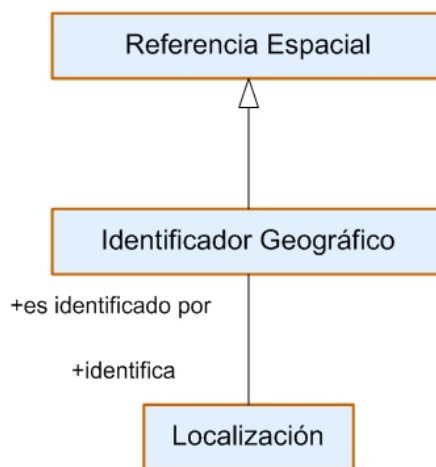 Referencia Espacial
Identificador Geográfico
+es identificado por
+identifica
Localización